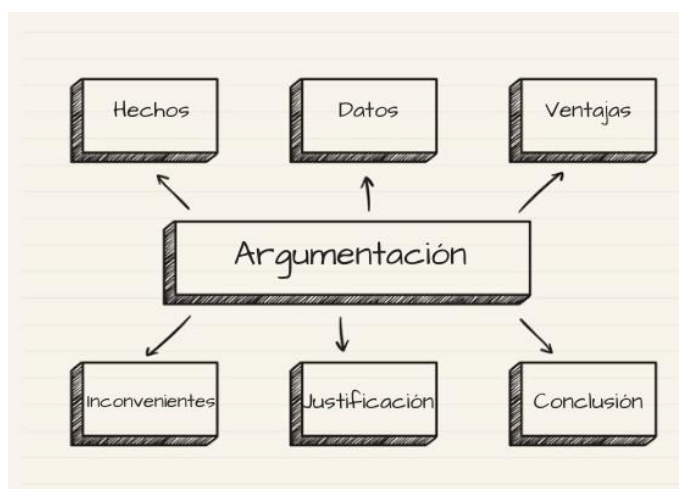 Hechos
Datos
Ventajas
Argumentación
Inconvenientes
Justificación
Conclusión